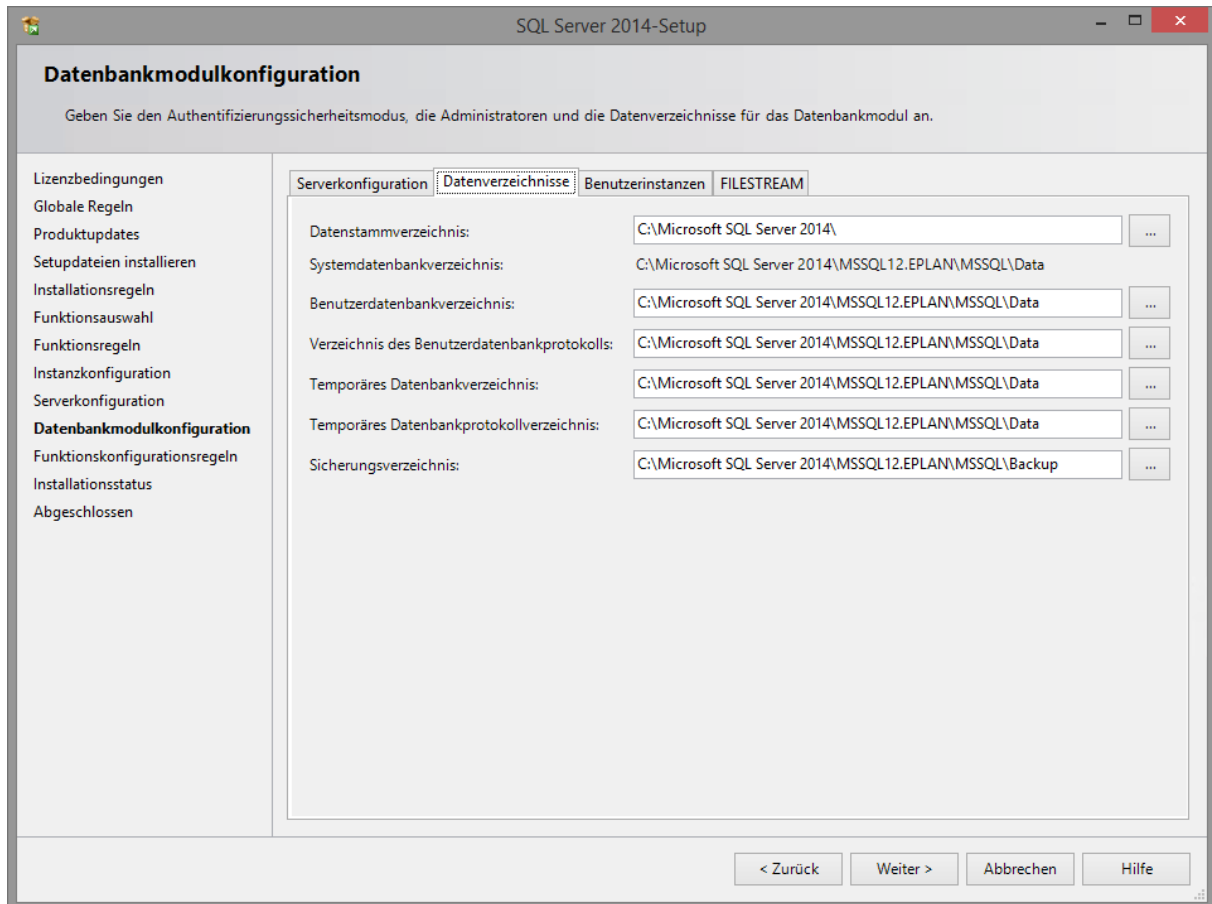 SQL Server 2014-Setup
Datenbankmodulkonfiguration
Geben Sie den Authentifizierungssicherheitsmodus, die Administratoren und die Datenverzeichnisse für das Datenbankmodul an.
Lizenzbedingungen
Globale Regeln
Produktupdates
Setupdateien installieren
Installationsregeln
Funktionsauswahl
Funktionsregeln
Instanzkonfiguration
Serverkonfiguration
Datenbankmodulkonfiguration
Funktionskonfigurationsregeln
Installationsstatus
Abgeschlossen
Serverkonfiguration Datenverzeichnisse Benutzerinstanzen FILESTREAM
Datenstammverzeichnis: C:\Microsoft SQL Server 2014\ ...
Systemdatenbankverzeichnis: C:\Microsoft SQL Server 2014\MSSQL12.EPLAN\MSSQL\Data
Benutzerdatenbankverzeichnis: C:\Microsoft SQL Server 2014\MSSQL12.EPLAN\MSSQL\Data ...
Verzeichnis des Benutzerdatenbankprotokolls: C:\Microsoft SQL Server 2014\MSSQL12.EPLAN\MSSQL\Data ...
Temporäres Datenbankverzeichnis: C:\Microsoft SQL Server 2014\MSSQL12.EPLAN\MSSQL\Data ...
Temporäres Datenbankprotokollverzeichnis: C:\Microsoft SQL Server 2014\MSSQL12.EPLAN\MSSQL\Data ...
Sicherungsverzeichnis: C:\Microsoft SQL Server 2014\MSSQL12.EPLAN\MSSQL\Backup ...
< Zurück Weiter > Abbrechen Hilfe